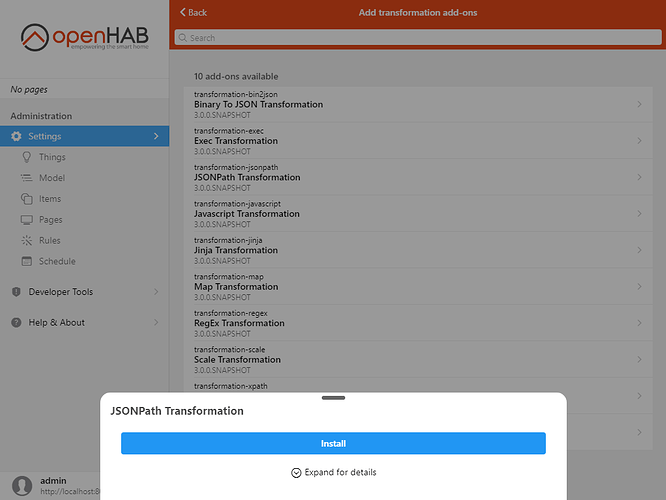 openHAB
empowering the smart home
Back
Add transformation add-ons
Search
No pages
Administration
Settings
Things
Model
Items
Pages
Rules
Schedule
Developer Tools
Help & About
admin
10 add-ons available
transformation-bin2json
Binary To JSON Transformation
3.0.0.SNAPSHOT
transformation-exec
Exec Transformation
3.0.0.SNAPSHOT
transformation-jsonpath
JSONPath Transformation
3.0.0.SNAPSHOT
transformation-javascript
Javascript Transformation
3.0.0.SNAPSHOT
transformation-jinja
Jinja Transformation
3.0.0.SNAPSHOT
transformation-map
Map Transformation
3.0.0.SNAPSHOT
transformation-regex
RegEx Transformation
3.0.0.SNAPSHOT
transformation-scale
Scale Transformation
3.0.0.SNAPSHOT
transformation-xpath
JSONPath Transformation
Install
Expand for details